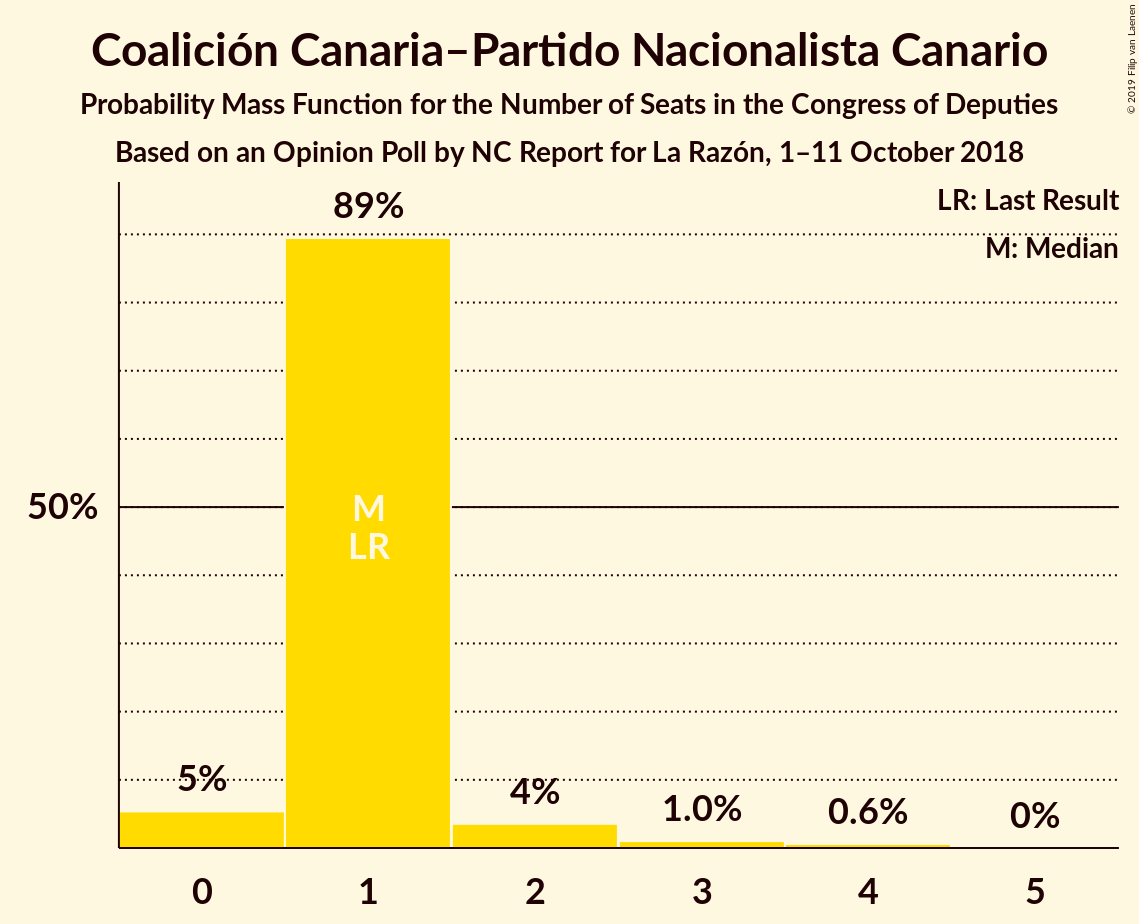 Coalición Canaria–Partido Nacionalista Canario
Probability Mass Function for the Number of Seats in the Congress of Deputies
Based on an Opinion Poll by NC Report for La Razón, 1–11 October 2018
© 2019 Filip van Laenen
LR: Last Result
M: Median
89%
50%
M
LR
5%
4%
1.0%
0.6%
0%
0 1 2 3 4 5